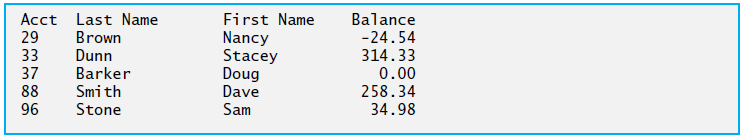 Acct  Last Name       First Name    Balance
29    Brown           Nancy          -24.54
33    Dunn            Stacey         314.33
37    Barker          Doug             0.00
88    Smith           Dave           258.34
96    Stone           Sam             34.98